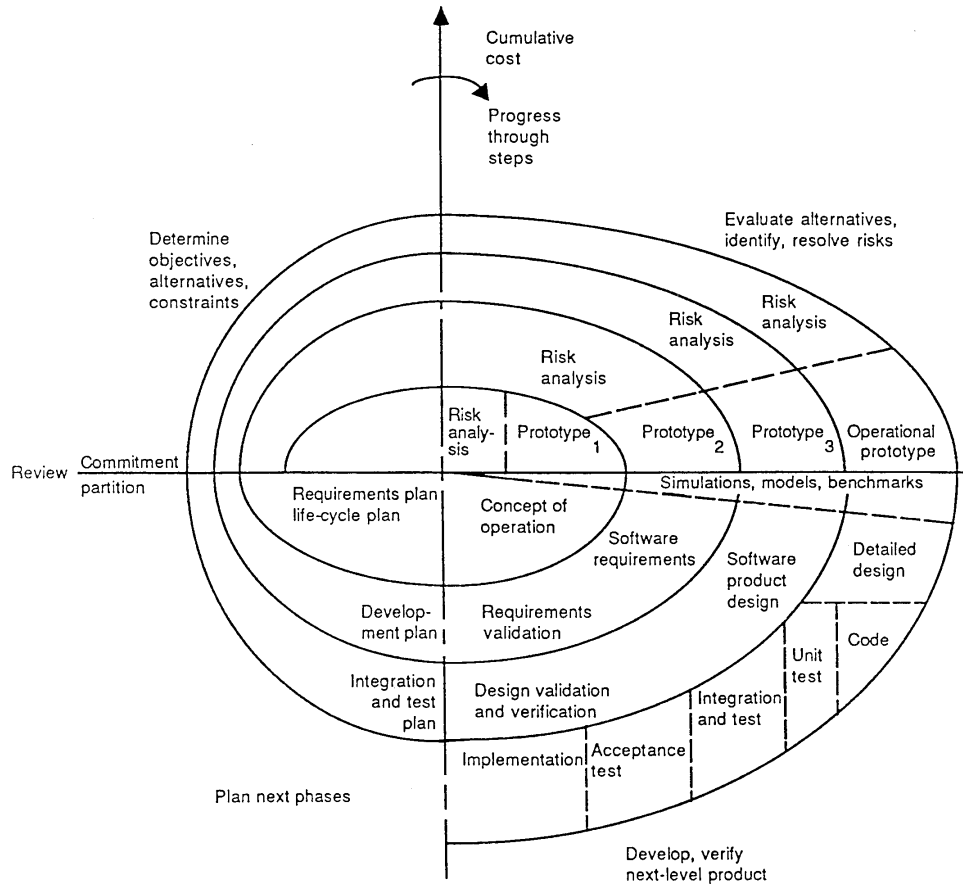 Cumulative
cost
Progress
through
steps
Evaluate alternatives,
identify, resolve risks
Determine
objectives,
alternatives,
constraints
Risk
analysis
Risk
analysis
Risk
analysis
Risk
analy-
sis
Prototype 1
Prototype 2
Prototype 3
Operational
prototype
Review
Commitment
partition
Simulations, models, benchmarks
Requirements plan
life-cycle plan
Concept of
operation
Software
requirements
Software
product
design
Detailed
design
Develop-
ment plan
Requirements
validation
Unit
test
Code
Integration
and test
plan
Design validation
and verification
Integration
and test
Implementation
Acceptance
test
Plan next phases
Develop, verify
next-level product